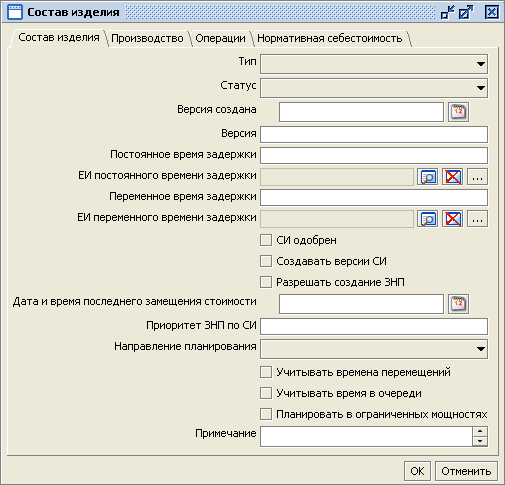 Состав изделия
Состав изделия Производство Операции Нормативная себестоимость
Тип
Статус
Версия создана 12
Версия
Постоянное время задержки
ЕИ постоянного времени задержки ...
Переменное время задержки
ЕИ переменного времени задержки ...
СИ одобрен
Создавать версии СИ
Разрешать создание ЗНП
Дата и время последнего замещения стоимости 12
Приоритет ЗНП по СИ
Направление планирования
Учитывать времена перемещений
Учитывать время в очереди
Планировать в ограниченных мощностях
Примечание
OK Отменить